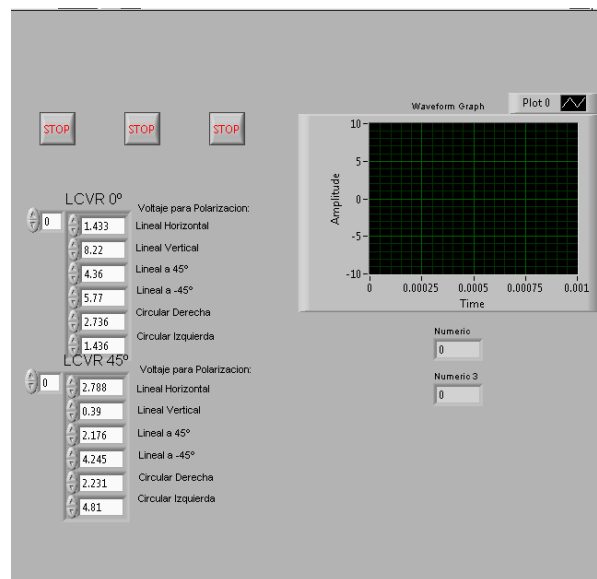 STOP STOP STOP
Waveform Graph Plot 0
10-
5-
0-
-5-
-10-
Amplitude
0 0.00025 0.0005 0.00075 0.001
Time
Numeric
0
Numeric 3
0
LCVR 0º
Voltaje para Polarizacion:
0 1.433 Lineal Horizontal
8.22 Lineal Vertical
4.36 Lineal a 45º
5.77 Lineal a -45º
2.736 Circular Derecha
1.436 Circular Izquierda
LCVR 45º
Voltaje para Polarizacion:
0 2.788 Lineal Horizontal
0.39 Lineal Vertical
2.176 Lineal a 45º
4.245 Lineal a -45º
2.231 Circular Derecha
4.81 Circular Izquierda